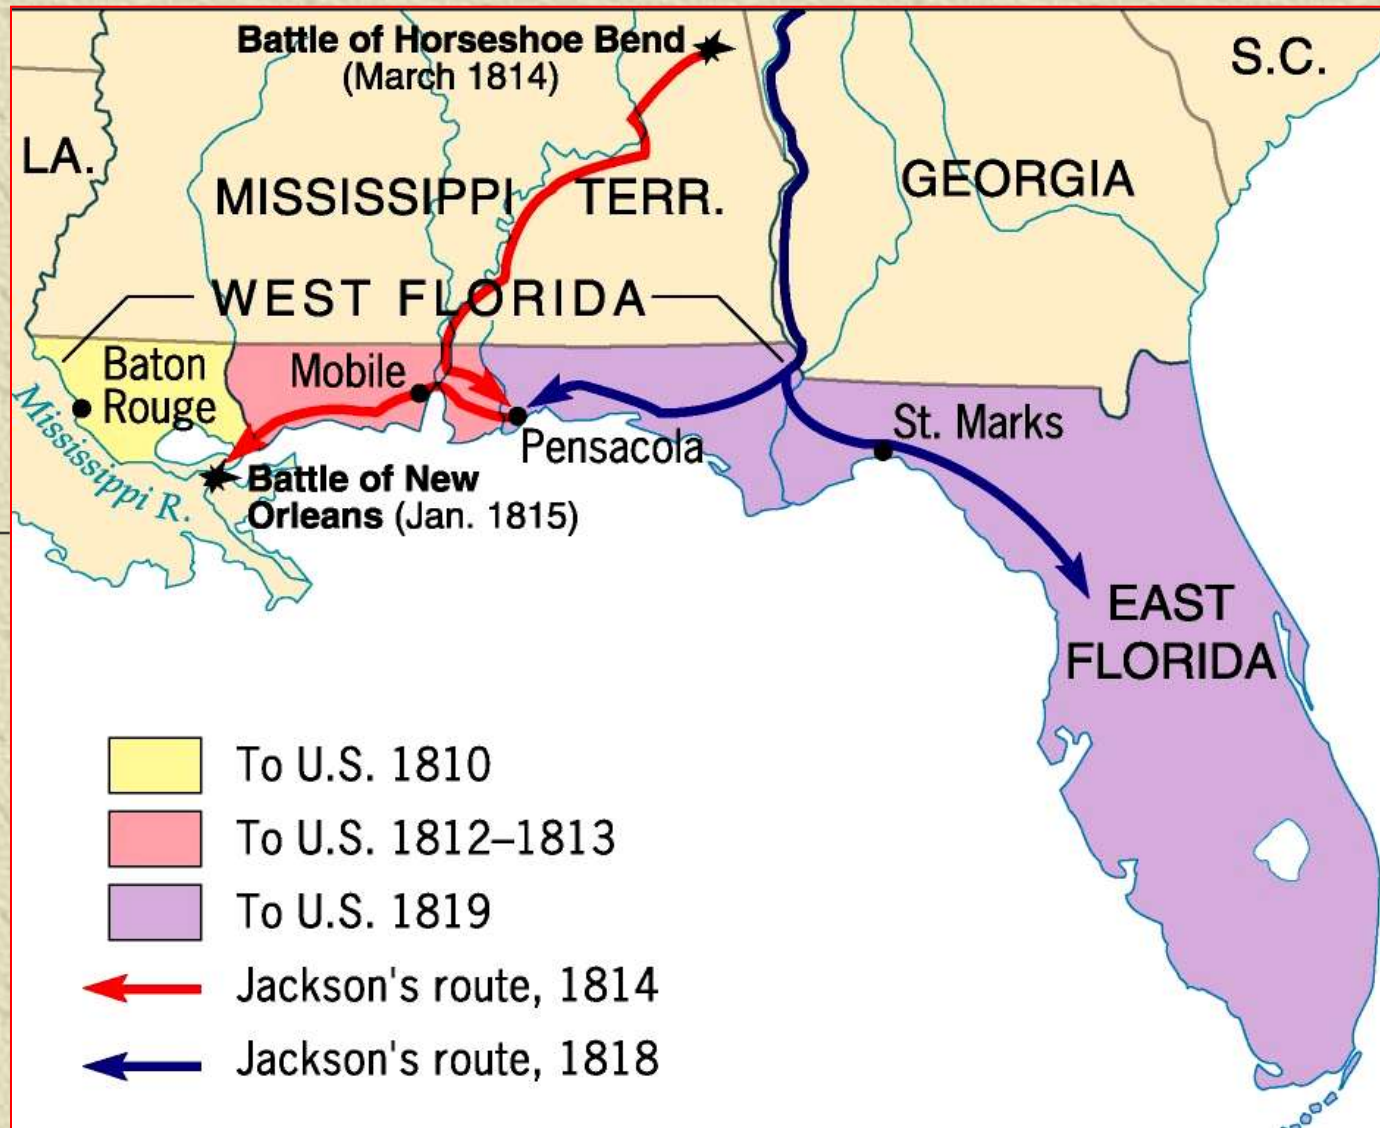 Battle of Horseshoe Bend
(March 1814)
S.C.
LA.
MISSISSIPPI TERR.
GEORGIA
WEST FLORIDA
Baton
Rouge
Mobile
Mississippi R.
Pensacola
St. Marks
Battle of New
Orleans (Jan. 1815)
EAST
FLORIDA
To U.S. 1810
To U.S. 1812–1813
To U.S. 1819
Jackson's route, 1814
Jackson's route, 1818